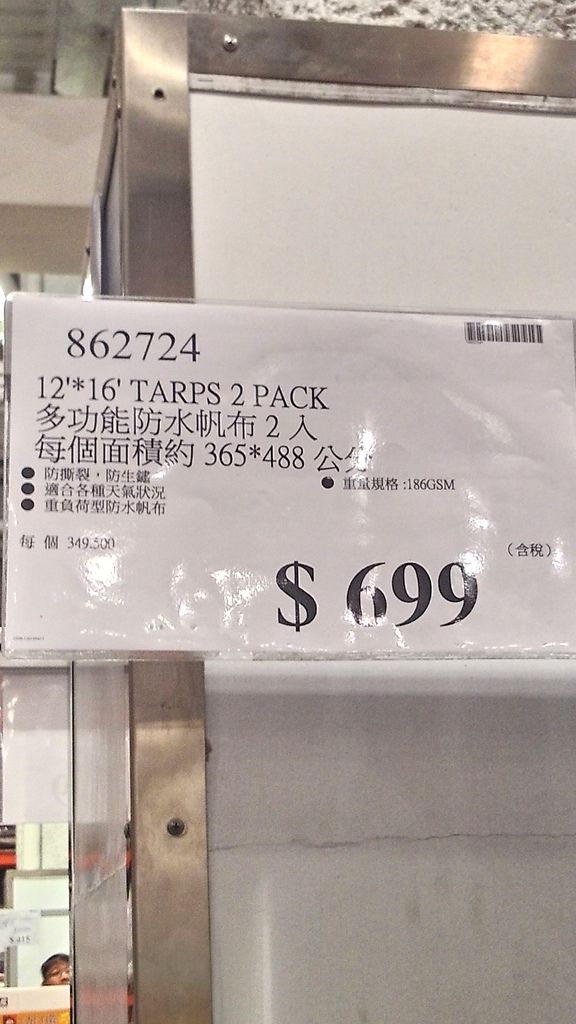 862724
12'*16' TARPS 2 PACK
多功能防水帆布 2 入
每個面積約 365*488 公分
● 防撕裂，防生鏽
● 適合各種天氣狀況
● 重負荷型防水帆布
● 重量規格 :186GSM
每 個 349.500
（含稅）
$ 699